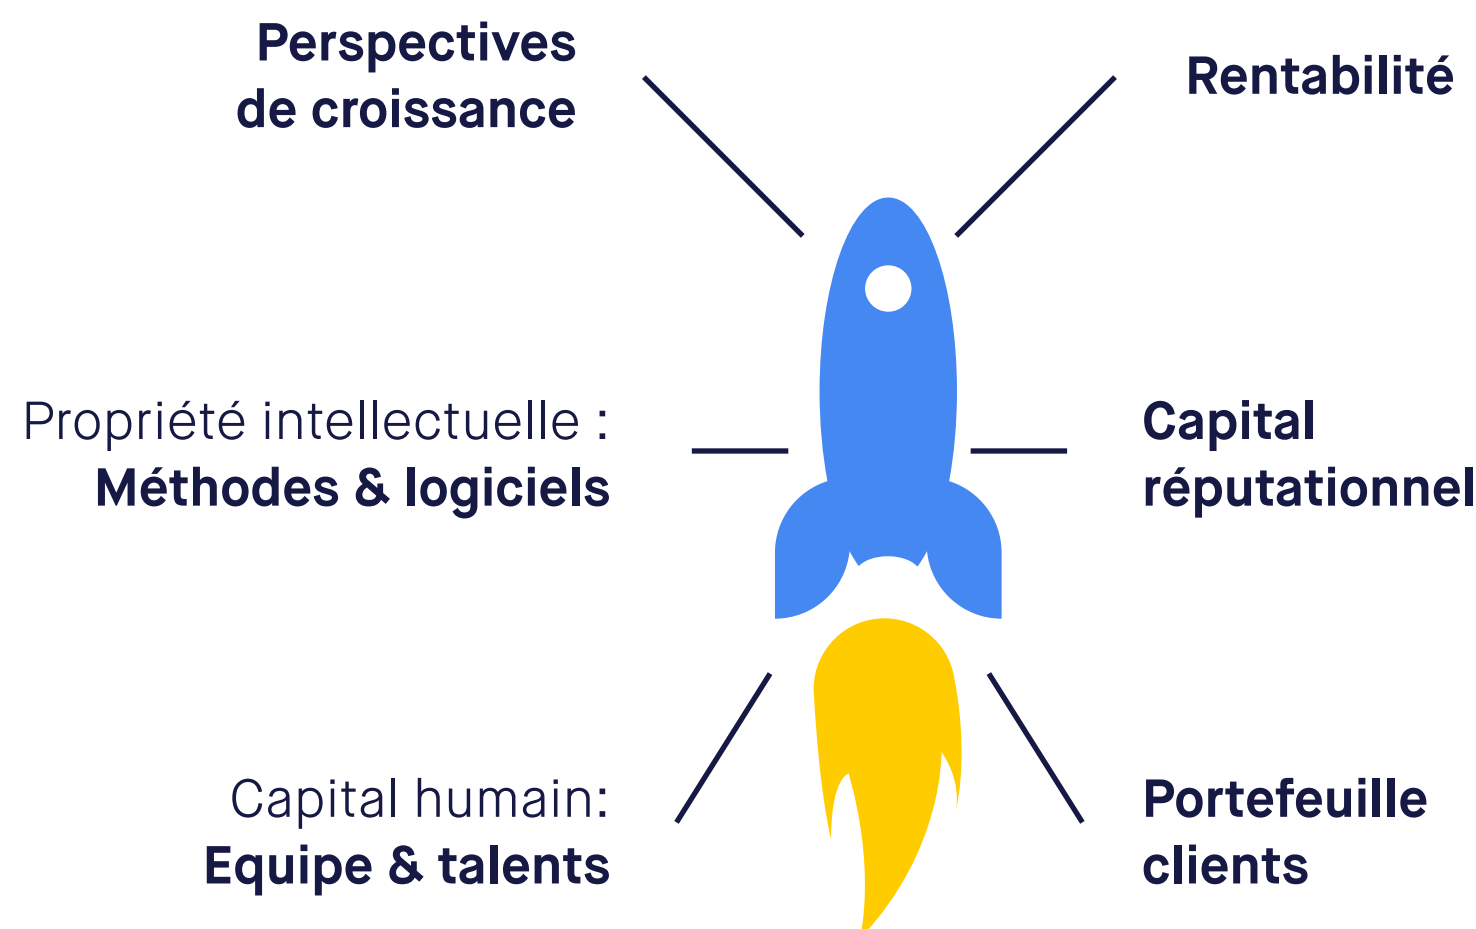 Perspectives
de croissance
Rentabilité
Propriété intellectuelle :
Méthodes & logiciels
Capital
réputationnel
Capital humain:
Equipe & talents
Portefeuille
clients